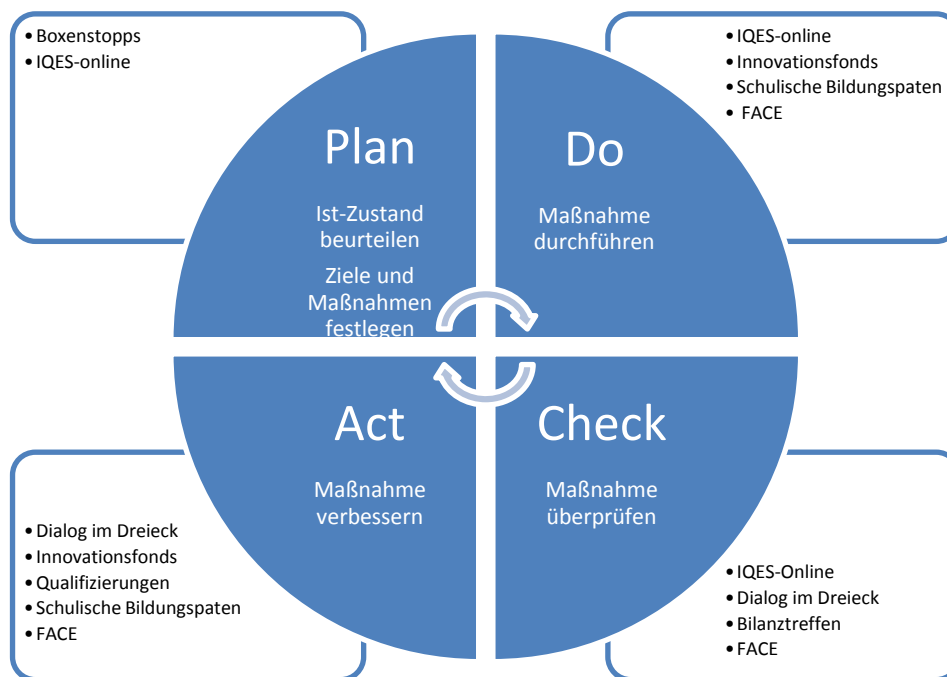 • Boxenstopps
• IQES-online
Plan
Ist-Zustand
beurteilen
Ziele und
Maßnahmen
festlegen
• IQES-online
• Innovationsfonds
• Schulische Bildungspaten
• FACE
Do
Maßnahme
durchführen
Act
Maßnahme
verbessern
• Dialog im Dreieck
• Innovationsfonds
• Qualifizierungen
• Schulische Bildungspaten
• FACE
Check
Maßnahme
überprüfen
• IQES-Online
• Dialog im Dreieck
• Bilanztreffen
• FACE